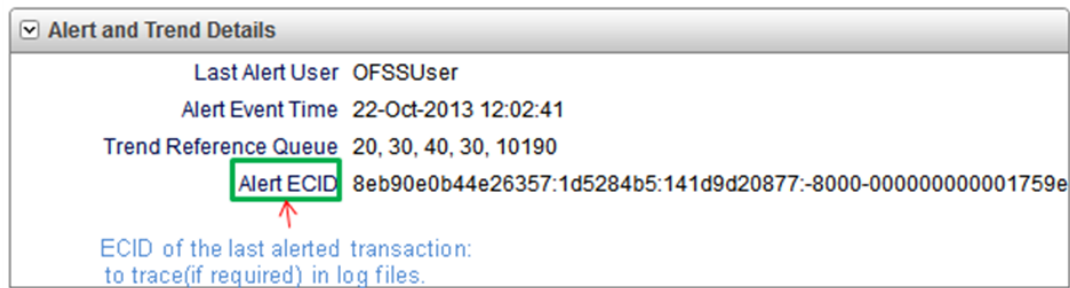 Alert and Trend Details
Last Alert User OFSSUser
Alert Event Time 22-Oct-2013 12:02:41
Trend Reference Queue 20, 30, 40, 30, 10190
Alert ECID 8eb90e0b44e26357:1d5284b5:141d9d20877:-8000-000000000001759e
ECID of the last alerted transaction:
to trace(if required) in log files.